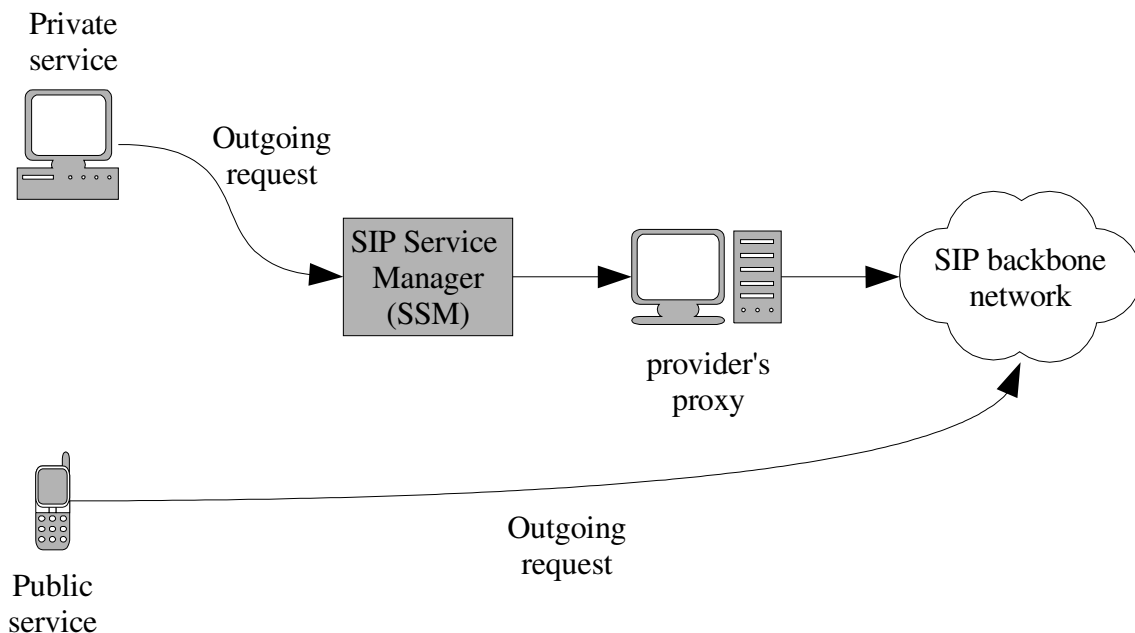 Private
service
Outgoing
request
SIP Service
Manager
(SSM)
provider's
proxy
SIP backbone
network
Outgoing
request
Public
service